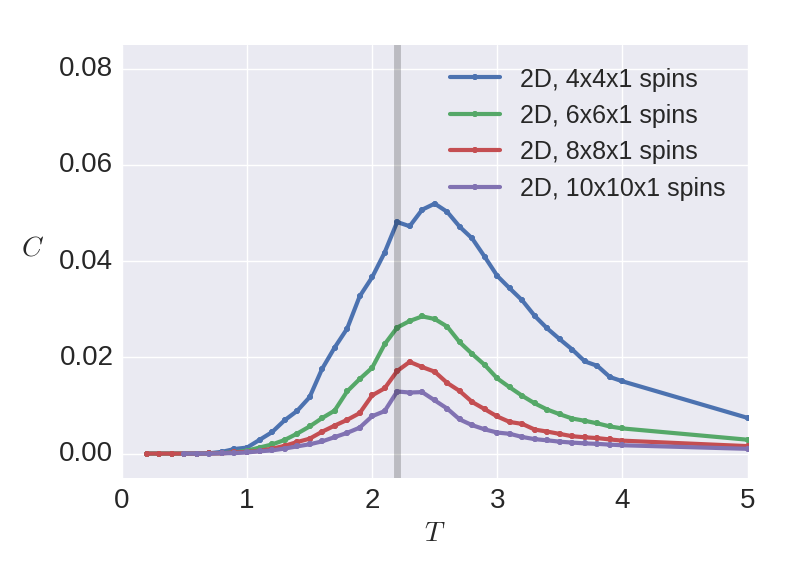 0.08
0.06
0.04
0.02
0.00
C
2D, 4x4x1 spins
2D, 6x6x1 spins
2D, 8x8x1 spins
2D, 10x10x1 spins
0 1 2 3 4 5
T